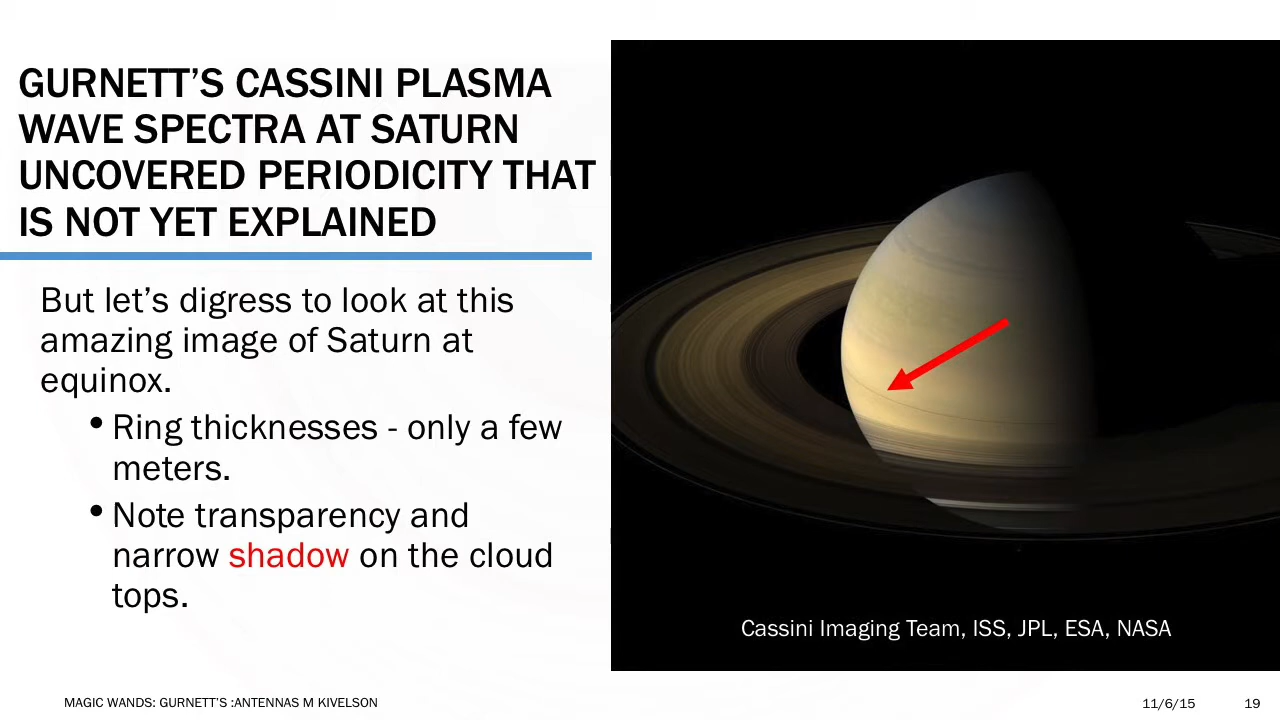 GURNETT’S CASSINI PLASMA
WAVE SPECTRA AT SATURN
UNCOVERED PERIODICITY THAT
IS NOT YET EXPLAINED
But let’s digress to look at this
amazing image of Saturn at
equinox.
• Ring thicknesses - only a few
meters.
• Note transparency and
narrow shadow on the cloud
tops.
Cassini Imaging Team, ISS, JPL, ESA, NASA
MAGIC WANDS: GURNETT’S :ANTENNAS M KIVELSON
11/6/15
19